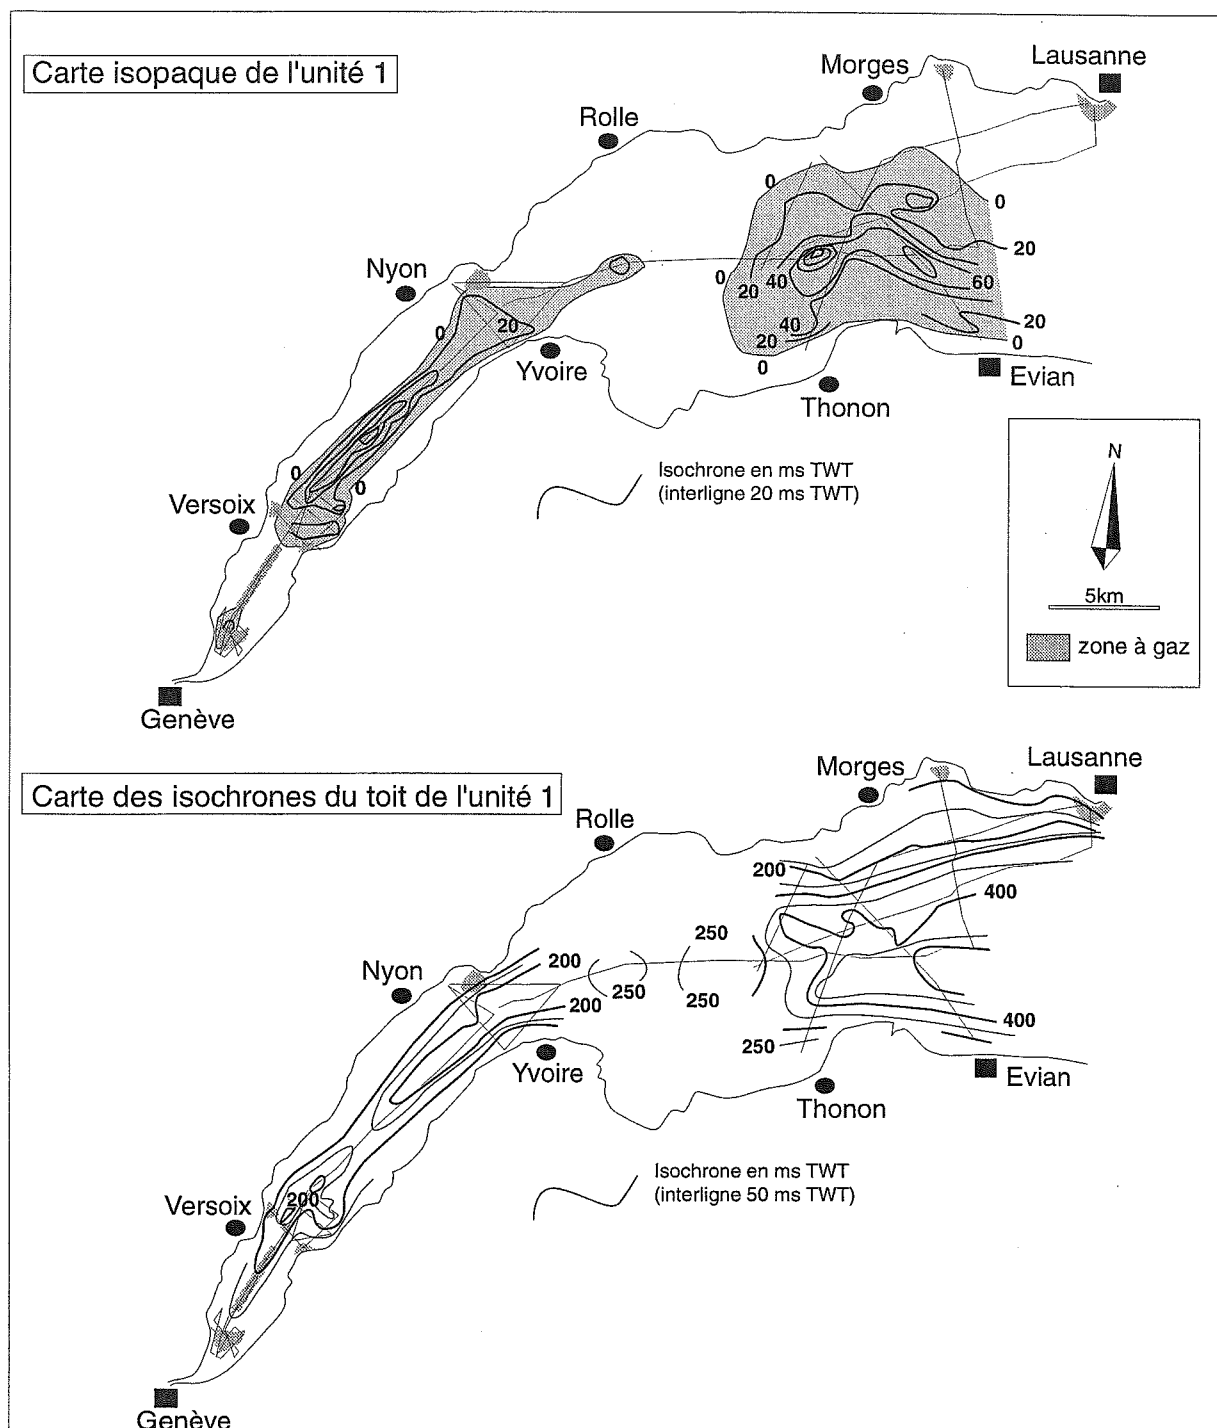 Carte isopaque de l'unité 1
Lausanne
Morges
Rolle
0
0
Nyon
0
20
20
40
60
0
20
40
20
20
0
0
Yvoire
Evian
Thonon
0
0
Versoix
Isochrone en ms TWT
(interligne 20 ms TWT)
N
5km
zone à gaz
Genève
Carte des isochrones du toit de l'unité 1
Lausanne
Morges
Rolle
200
400
250
Nyon
200
250
250
200
400
250
Yvoire
Evian
Thonon
Isochrone en ms TWT
(interligne 50 ms TWT)
200
Versoix
Genève